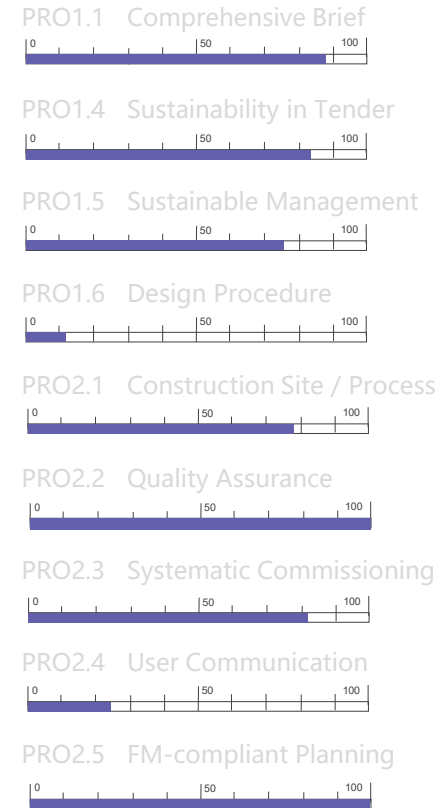 PRO1.1 Comprehensive Brief
0 50 100
PRO1.4 Sustainability in Tender
0 50 100
PRO1.5 Sustainable Management
0 50 100
PRO1.6 Design Procedure
0 50 100
PRO2.1 Construction Site / Process
0 50 100
PRO2.2 Quality Assurance
0 50 100
PRO2.3 Systematic Commissioning
0 50 100
PRO2.4 User Communication
0 50 100
PRO2.5 FM-compliant Planning
0 50 100